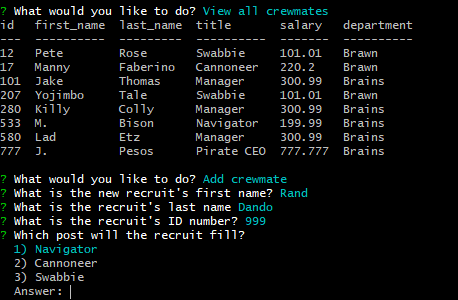 ? What would you like to do? View all crewmates
id first_name last_name title salary department
--- ---------- --------- ---------- ------- ----------
12 Pete Rose Swabbie 101.01 Brawn
17 Manny Faberino Cannoneer 220.2 Brawn
101 Jake Thomas Manager 300.99 Brains
207 Yojimbo Tale Swabbie 101.01 Brawn
280 Killy Colly Manager 300.99 Brains
533 M. Bison Navigator 199.99 Brains
580 Lad Etz Manager 300.99 Brains
777 J. Pesos Pirate CEO 777.777 Brains
? What would you like to do? Add crewmate
? What is the new recruit's first name? Rand
? What is the recruit's last name Dando
? What is the recruit's ID number? 999
? Which post will the recruit fill?
1) Navigator
2) Cannoneer
3) Swabbie
Answer: